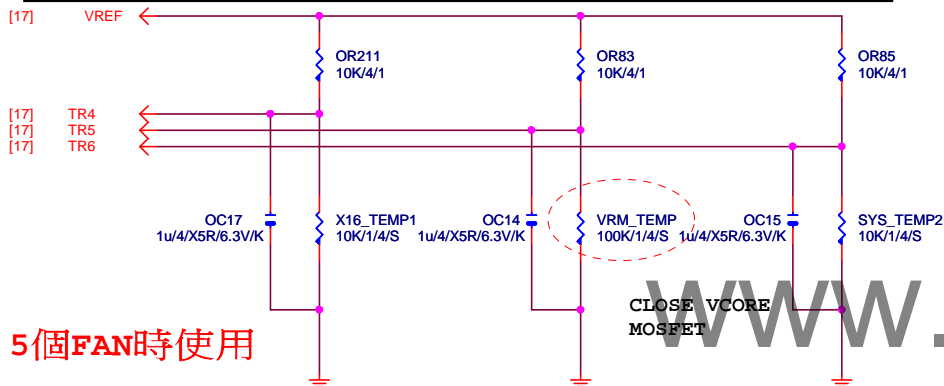 [17] VREF
OR211
10K/4/1
OR83
10K/4/1
OR85
10K/4/1
[17] TR4
[17] TR5
[17] TR6
OC17
1u/4/X5R/6.3V/K
X16_TEMP1
10K/1/4/S
OC14
1u/4/X5R/6.3V/K
VRM_TEMP
100K/1/4/S
OC15
1u/4/X5R/6.3V/K
SYS_TEMP2
10K/1/4/S
CLOSE VCORE
MOSFET
www.
5個FAN時使用